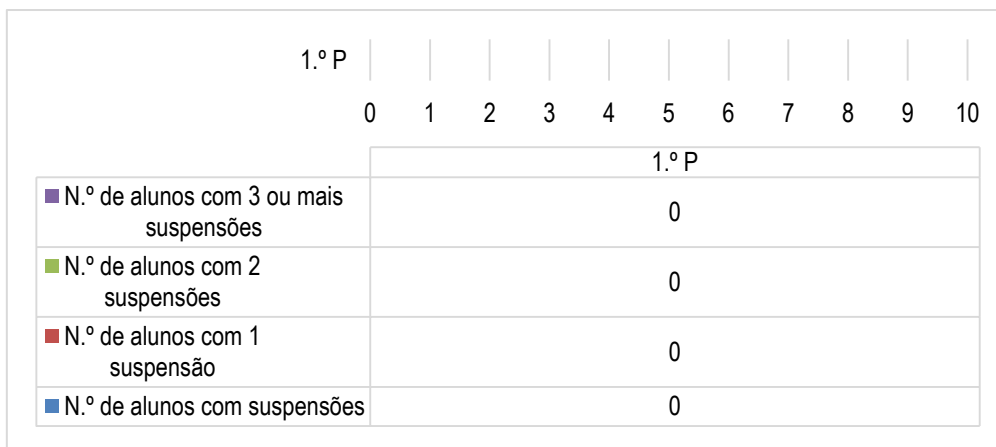 1.º P
0 1 2 3 4 5 6 7 8 9 10
1.º P
N.º de alunos com 3 ou mais
suspensões
0
N.º de alunos com 2
suspensões
0
N.º de alunos com 1
suspensão
0
N.º de alunos com suspensões
0